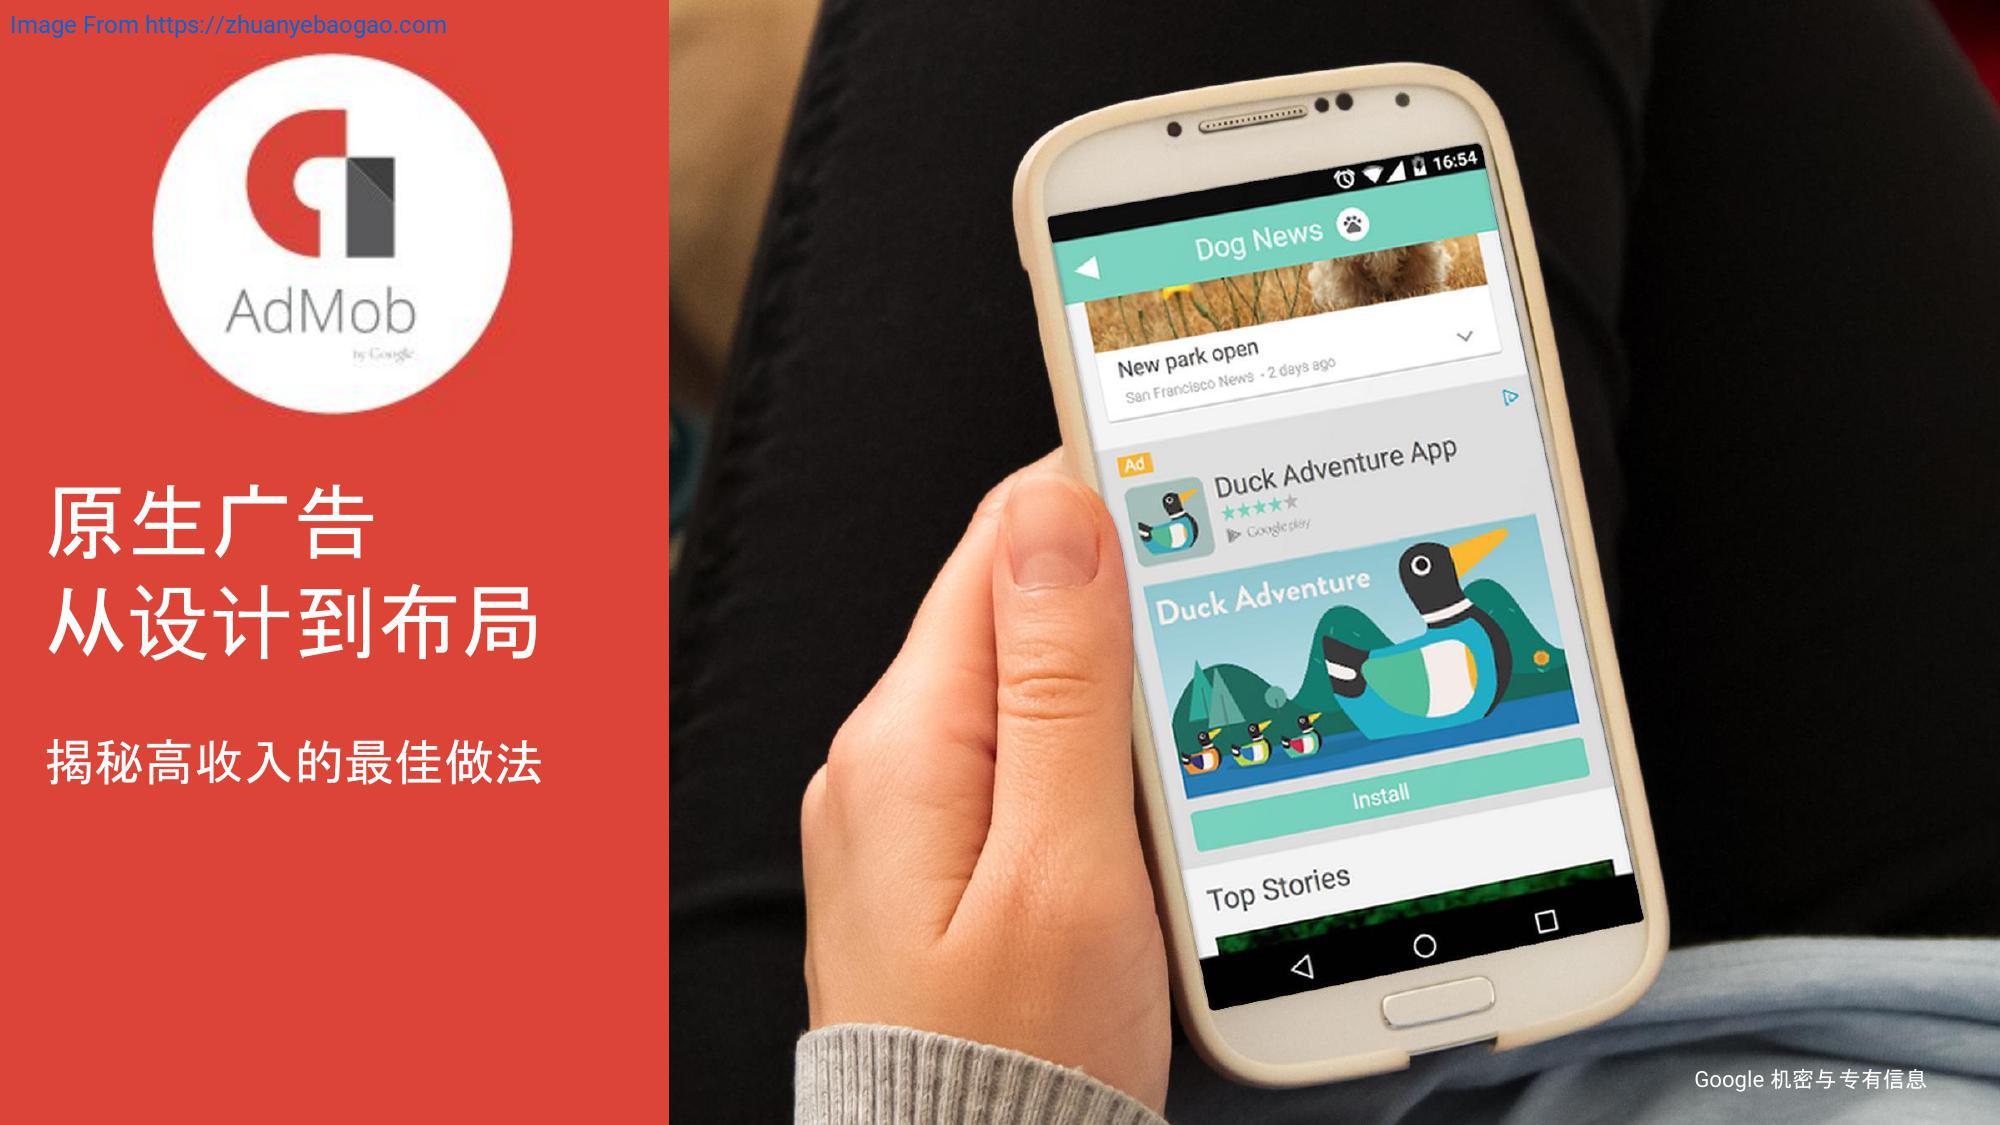 Image From https://zhuanyebaogao.com
AdMob
by Google
原生广告
从设计到布局
揭秘高收入的最佳做法
16:54
Dog News
New park open
San Francisco News - 2 days ago
Ad
Duck Adventure App
Google play
Duck Adventure
Install
Top Stories
Google 机密与专有信息